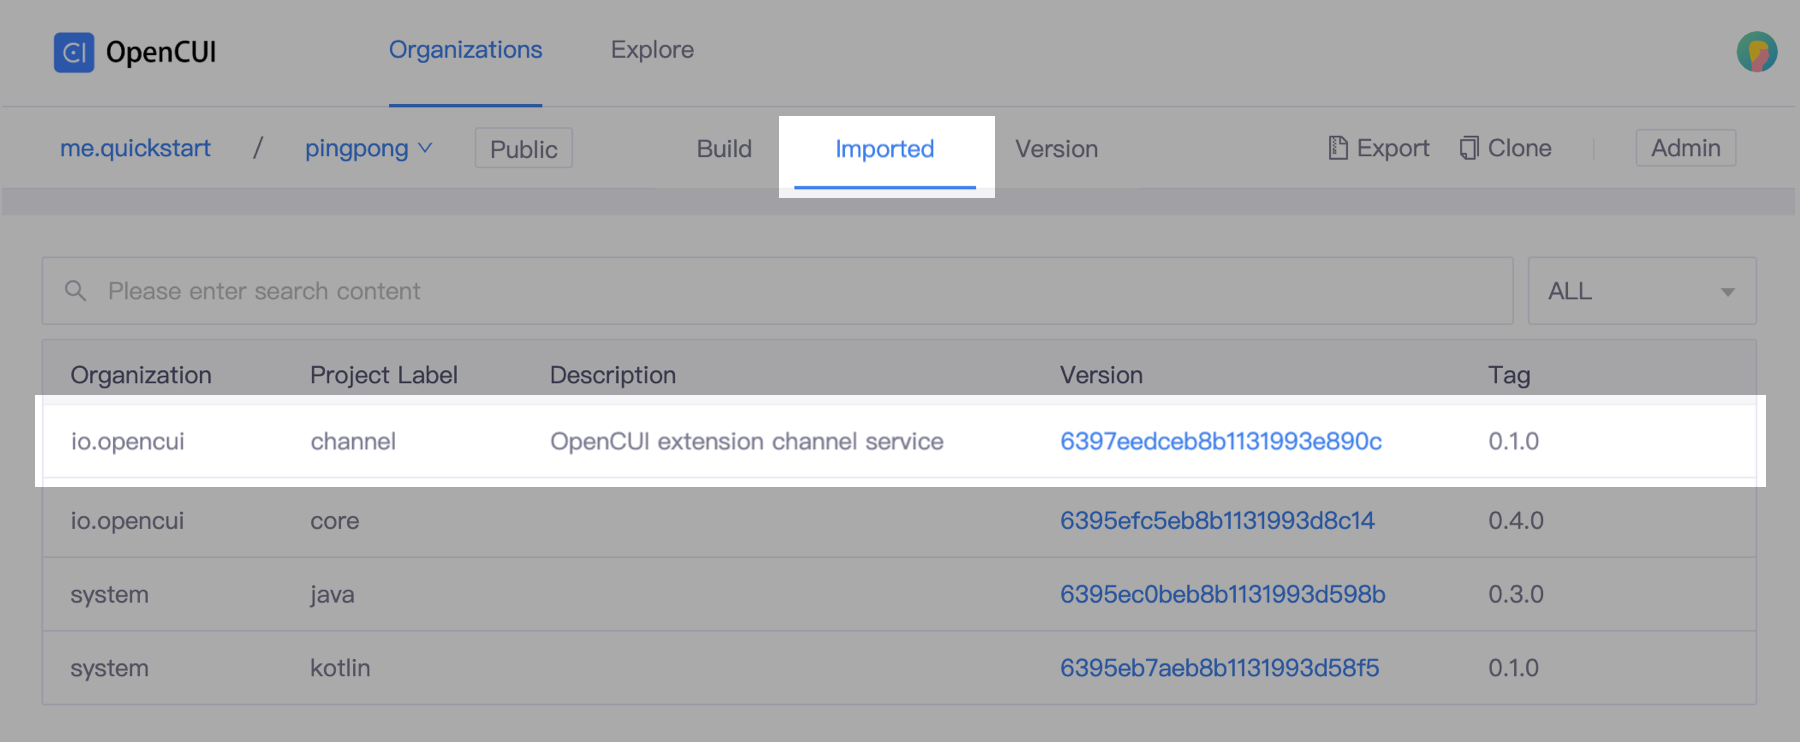 CI OpenCUI Organizations Explore
me.quickstart / pingpong Public Build Imported Version Export Clone Admin
Please enter search content ALL
Organization Project Label Description Version Tag
io.opencui channel OpenCUI extension channel service 6397eedceb8b1131993e890c 0.1.0
io.opencui core 6395efc5eb8b1131993d8c14 0.4.0
system java 6395ec0beb8b1131993d598b 0.3.0
system kotlin 6395eb7aeb8b1131993d58f5 0.1.0